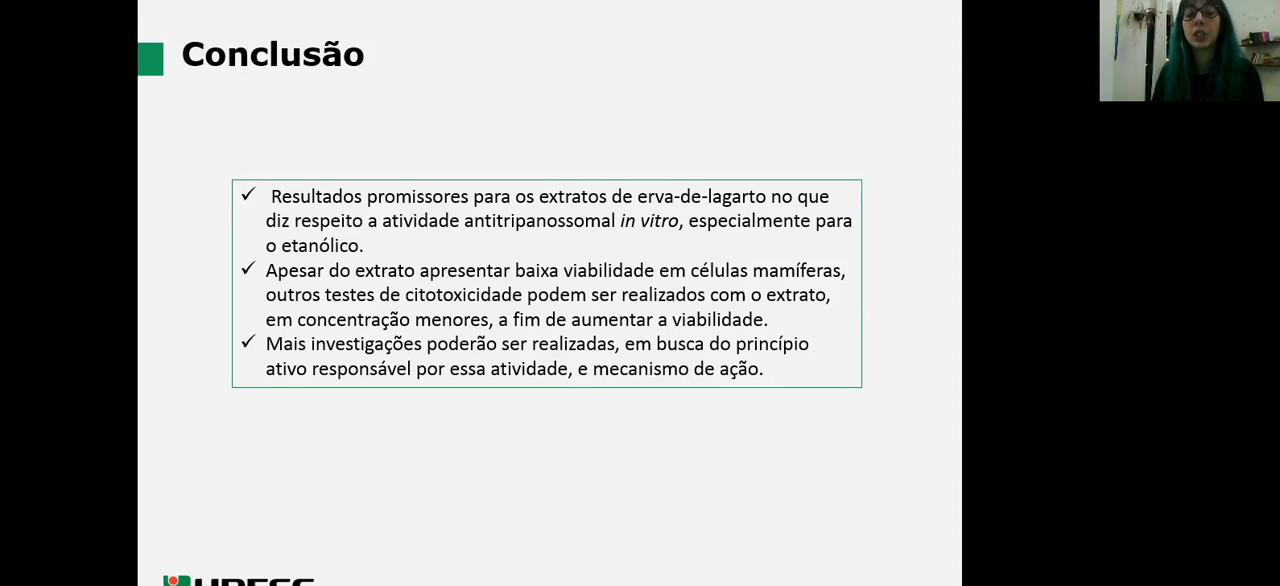 Conclusão
✓ Resultados promissores para os extratos de erva-de-lagarto no que
diz respeito a atividade antitripanossomal in vitro, especialmente para
o etanólico.
✓ Apesar do extrato apresentar baixa viabilidade em células mamíferas,
outros testes de citotoxicidade podem ser realizados com o extrato,
em concentração menores, a fim de aumentar a viabilidade.
✓ Mais investigações poderão ser realizadas, em busca do princípio
ativo responsável por essa atividade, e mecanismo de ação.